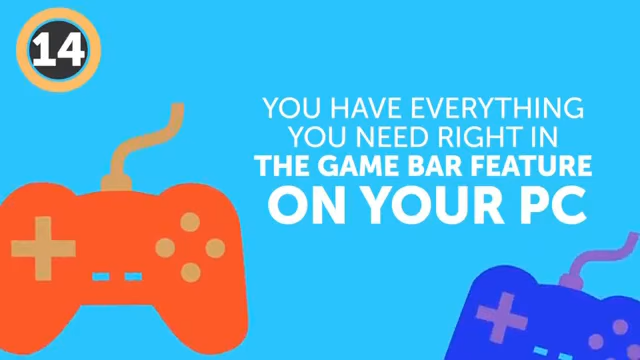 14
YOU HAVE EVERYTHING
YOU NEED RIGHT IN
THE GAME BAR FEATURE
ON YOUR PC